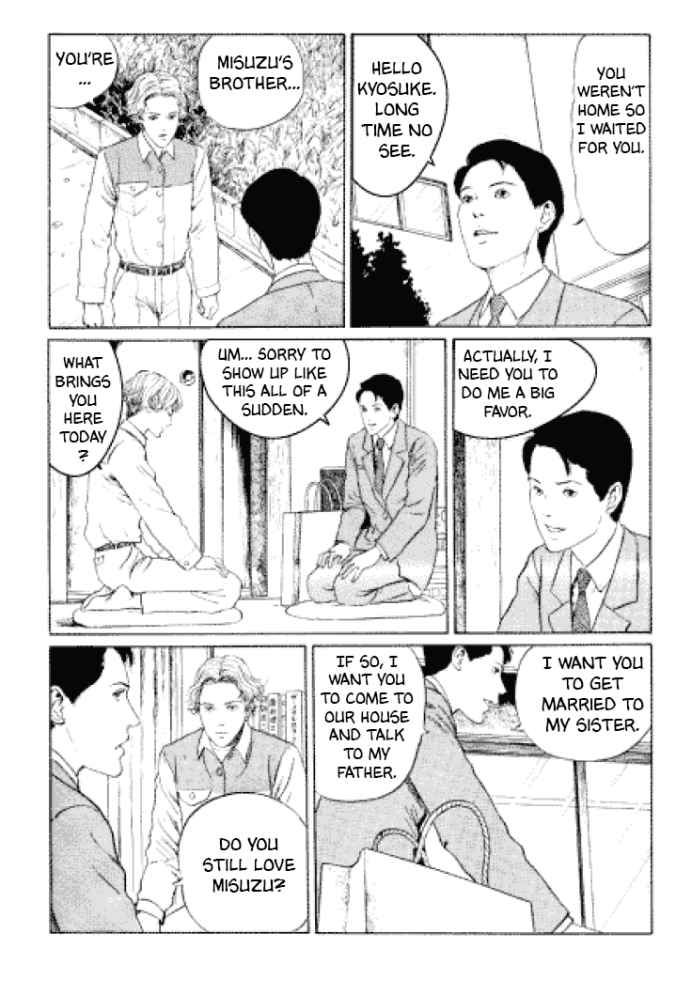 YOU'RE
...
MISUZU'S
BROTHER...
HELLO
KYOSUKE.
LONG
TIME NO
SEE.
YOU
WEREN'T
HOME SO
I WAITED
FOR YOU.
WHAT
BRINGS
YOU
HERE
TODAY
?
UM... SORRY TO
SHOW UP LIKE
THIS ALL OF A
SUDDEN.
ACTUALLY, I
NEED YOU TO
DO ME A BIG
FAVOR.
DO YOU
STILL LOVE
MISUZU?
IF SO, I
WANT YOU
TO COME TO
OUR HOUSE
AND TALK
TO MY
FATHER.
I WANT YOU
TO GET
MARRIED TO
MY SISTER.